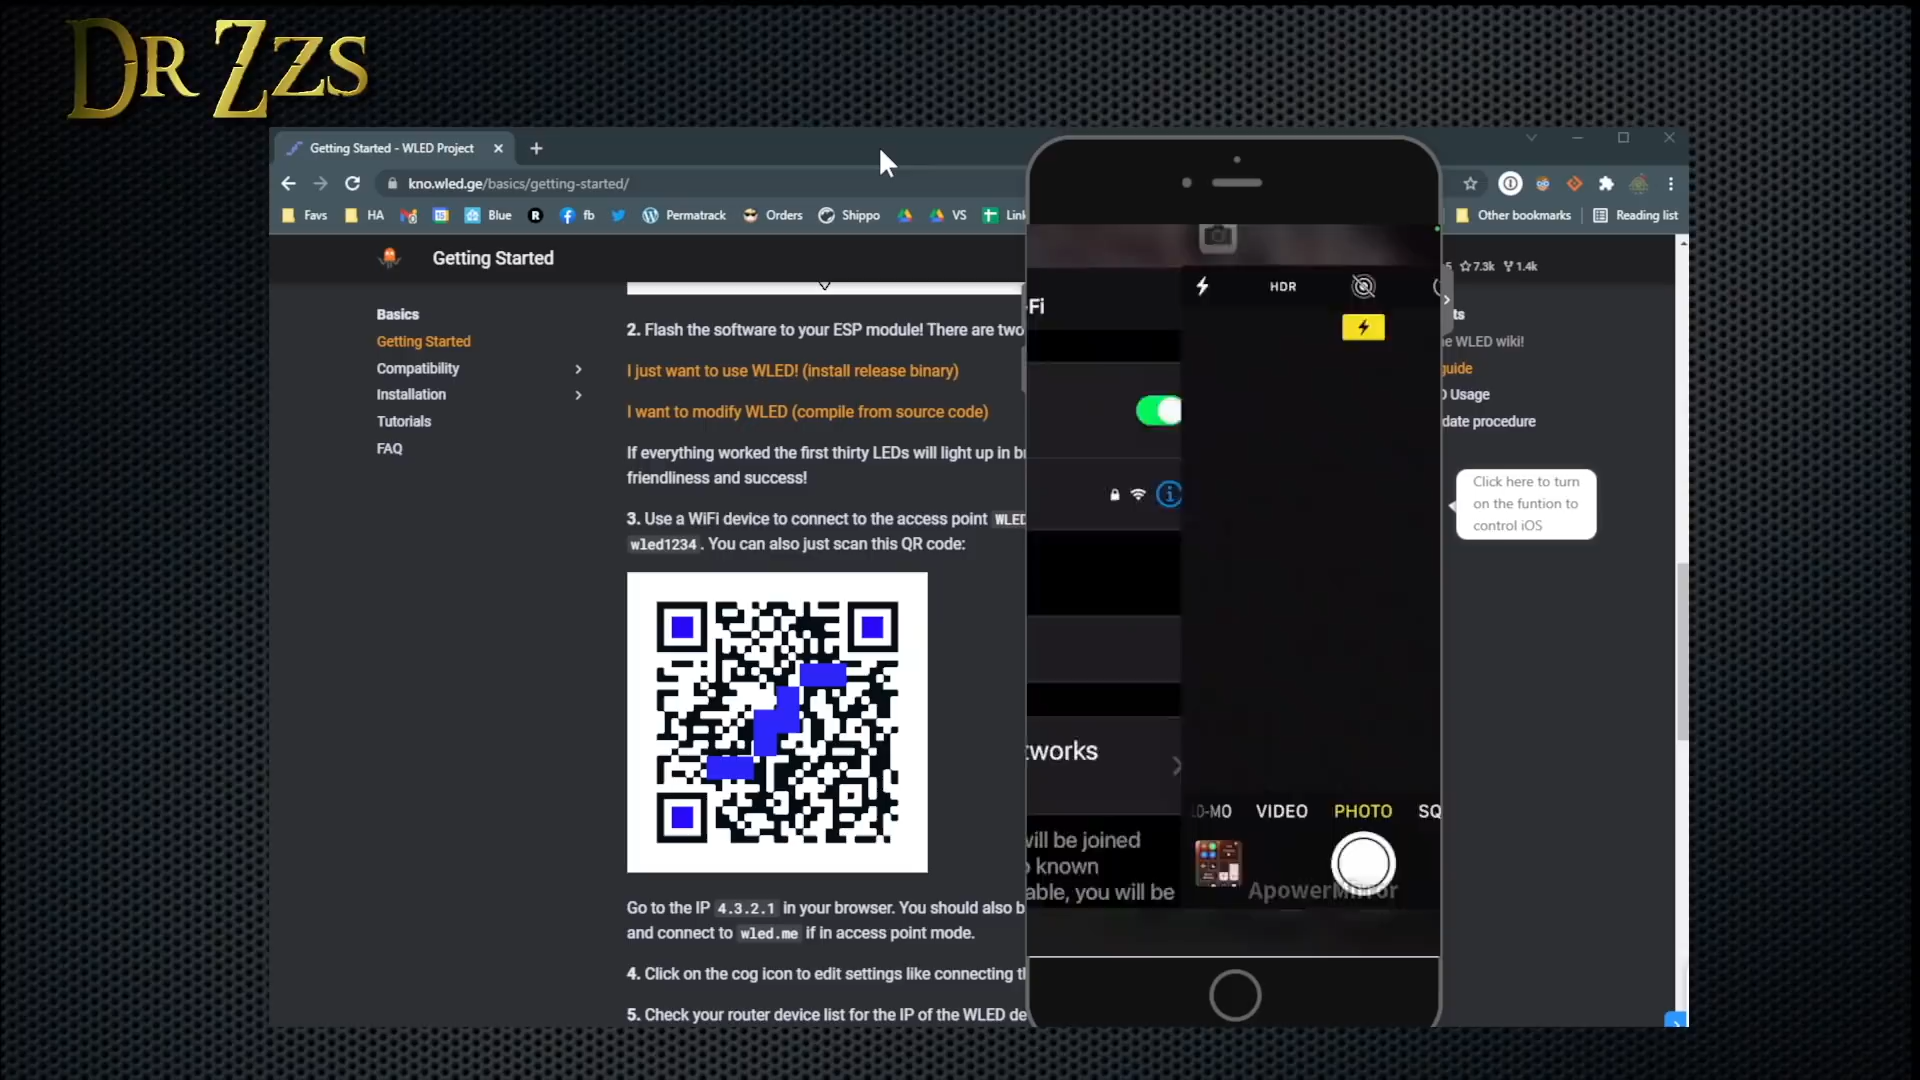 DR ZZS
Getting Started - WLED Project
kno.wled.ge/basics/getting-started/
Favs
HA
Blue
fb
Permatrack
Orders
Shippo
VS
Link
Other bookmarks
Reading list
Getting Started
7.3k 1.4k
Basics
Getting Started
Compatibility
Installation
Tutorials
FAQ
2. Flash the software to your ESP module! There are two
I just want to use WLED! (install release binary)
I want to modify WLED (compile from source code)
If everything worked the first thirty LEDs will light up in b
friendliness and success!
3. Use a WiFi device to connect to the access point WLED
wled1234. You can also just scan this QR code:
Go to the IP 4.3.2.1 in your browser. You should also b
and connect to wled.me if in access point mode.
4. Click on the cog icon to edit settings like connecting th
5. Check your router device list for the IP of the WLED de
-Fi
HDR
tworks
will be joined
known
able, you will be
O-MO
VIDEO
PHOTO
SQ
ApowerMirror
ts
e WLED wiki!
guide
D Usage
date procedure
Click here to turn
on the funtion to
control iOS